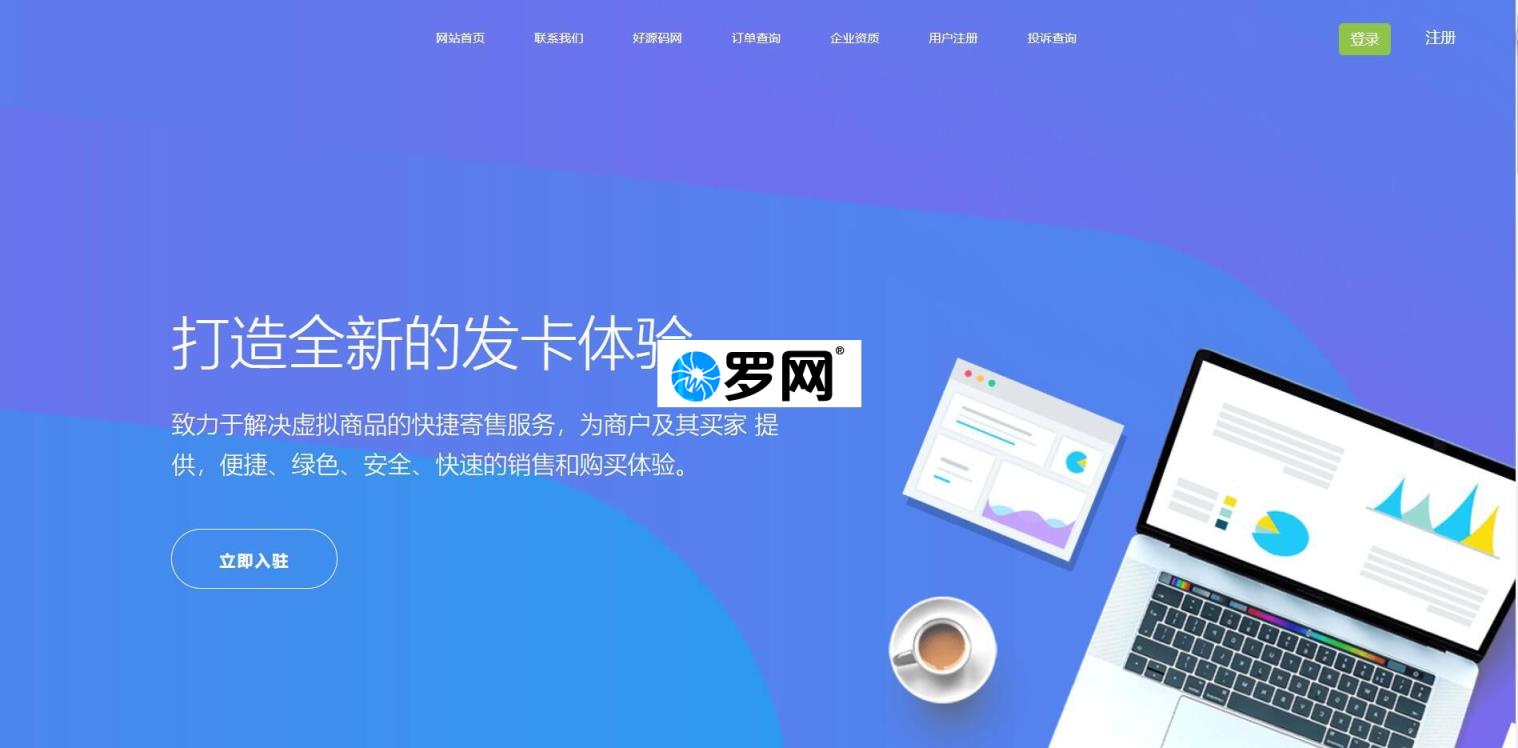 网站首页
联系我们
好源码网
订单查询
企业资质
用户注册
投诉查询
登录
注册
打造全新的发卡体验
罗网®
致力于解决虚拟商品的快捷寄售服务，为商户及其买家 提
供，便捷、绿色、安全、快速的销售和购买体验。
立即入驻